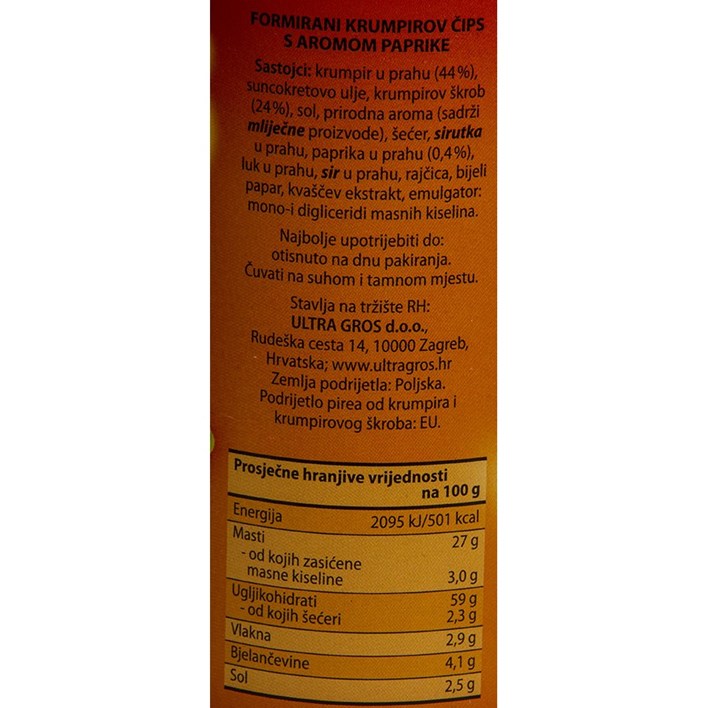 FORMIRANI KRUMPIROV ČIPS
S AROMOM PAPRIKE
Sastojci: krumpir u prahu (44%),
suncokretovo ulje, krumpirov škrob
(24%), sol, prirodna aroma (sadrži
mliječne proizvode), šećer, sirutka
u prahu, paprika u prahu (0,4%),
luk u prahu, sir u prahu, rajčica, bijeli
papar, kvaščev ekstrakt, emulgator:
mono-i digliceridi masnih kiselina.
Najbolje upotrijebiti do:
otisnuto na dnu pakiranja.
Čuvati na suhom i tamnom mjestu.
Stavlja na tržište RH:
ULTRA GROS d.o.o.,
Rudeška cesta 14, 10000 Zagreb,
Hrvatska; www.ultragros.hr
Zemlja podrijetla: Poljska.
Podrijetlo pirea od krumpira i
krumpirovog škroba: EU.
Prosječne hranjive vrijednosti
na 100 g
Energija 2095 kJ/501 kcal
Masti 27 g
- od kojih zasićene
masne kiseline 3,0 g
Ugljikohidrati 59 g
- od kojih šećeri 2,3 g
Vlakna 2,9 g
Bjelančevine 4,1 g
Sol 2,5 g